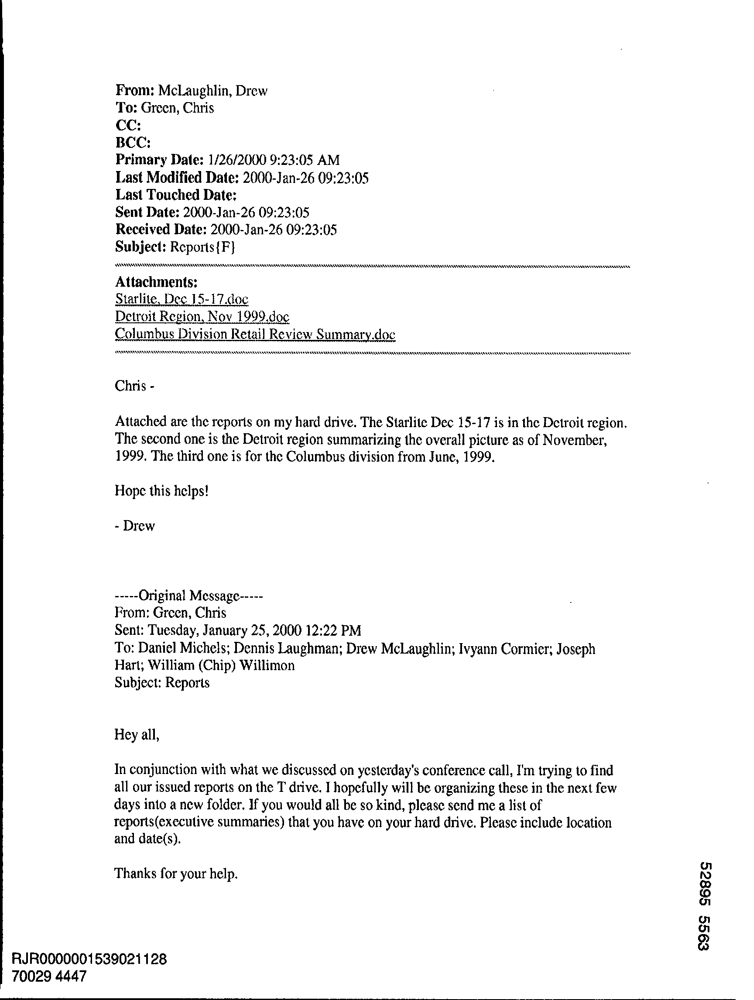 From: McLaughlin, Drew
To: Green, Chris
CC:
BCC:
Primary Date: 1/26/2000 9:23:05 AM
Last Modified Date: 2000-Jan-26 09:23:05
Last Touched Date:
Sent Date: 2000-Jan-26 09:23:05
Received Date: 2000-Jan-26 09:23:05
Subject: Reports{F}
Attachments:
Starlite, Dec 15-17.doc
Detroit Region, Nov 1999.doc
Columbus Division Retail Review Summary.doc
Chris -
Attached are the reports on my hard drive. The Starlite Dec 15-17 is in the Detroit region.
The second one is the Detroit region summarizing the overall picture as of November,
1999. The third one is for the Columbus division from June, 1999.
Hope this helps!
- Drew
-----Original Message-----
From: Green, Chris
Sent: Tuesday, January 25, 2000 12:22 PM
To: Daniel Michels; Dennis Laughman; Drew McLaughlin; Ivyann Cormier; Joseph
Hart; William (Chip) Willimon
Subject: Reports
Hey all,
In conjunction with what we discussed on yesterday's conference call, I'm trying to find
all our issued reports on the T drive. I hopefully will be organizing these in the next few
days into a new folder. If you would all be so kind, please send me a list of
reports(executive summaries) that you have on your hard drive. Please include location
and date(s).
Thanks for your help.
52895 5563
RJR0000001539021128
70029 4447